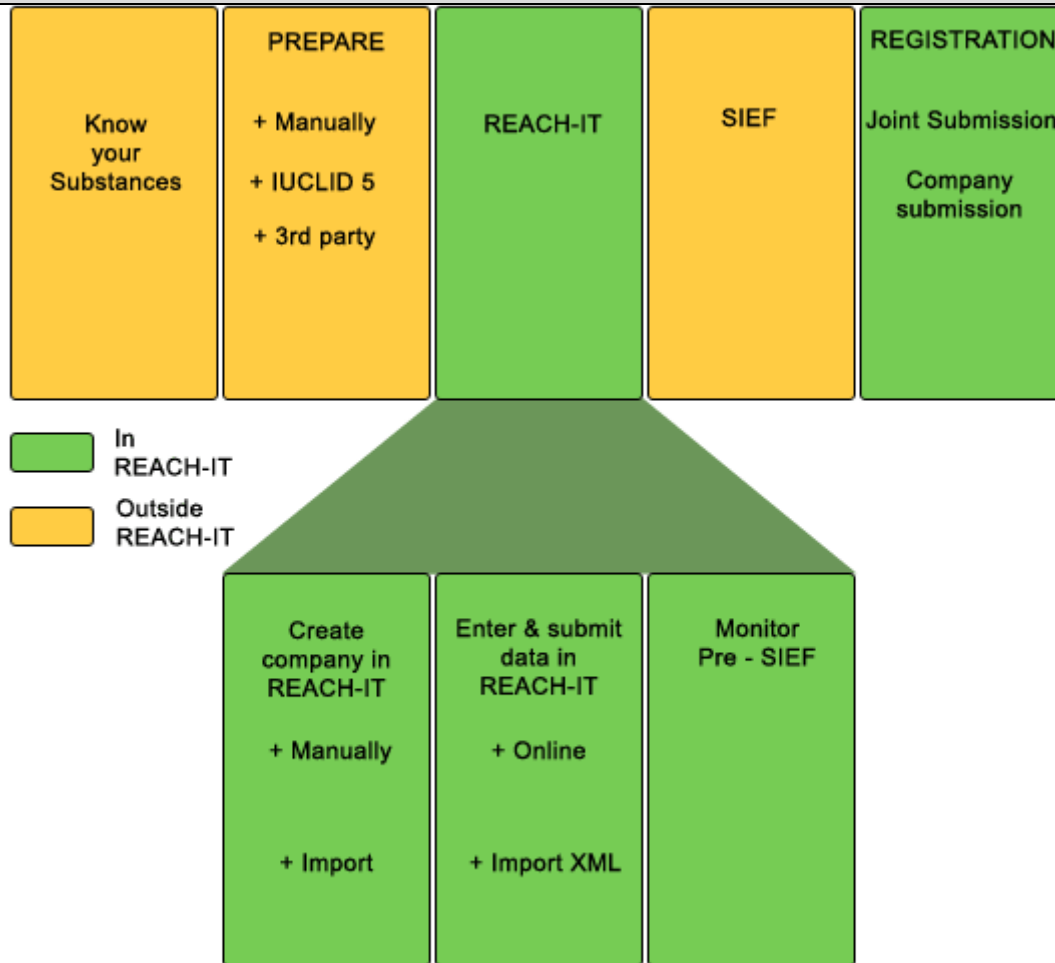 Know
your
Substances
PREPARE
+ Manually
+ IUCLID 5
+ 3rd party
REACH-IT
SIEF
REGISTRATION
Joint Submission
Company
submission
In
REACH-IT
Outside
REACH-IT
Create
company in
REACH-IT
+ Manually
+ Import
Enter & submit
data in
REACH-IT
+ Online
+ Import XML
Monitor
Pre - SIEF